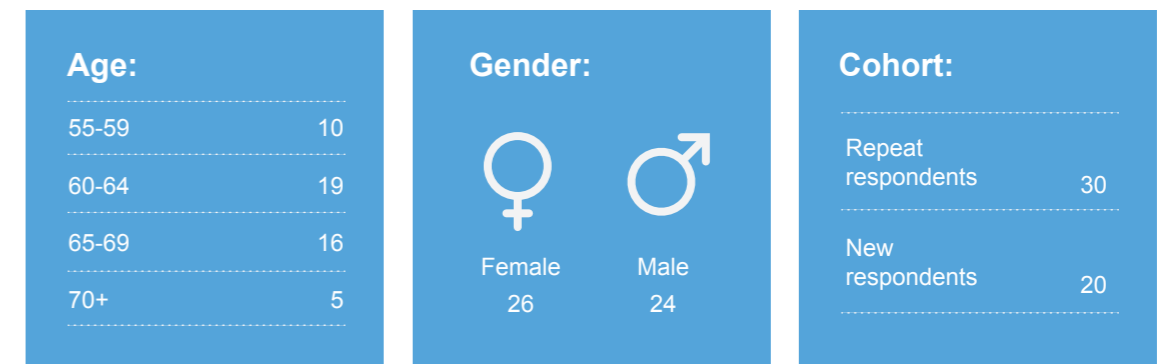 Age:
55-59 10
60-64 19
65-69 16
70+ 5
Gender:
Female Male
26 24
Cohort:
Repeat
respondents 30
New
respondents 20